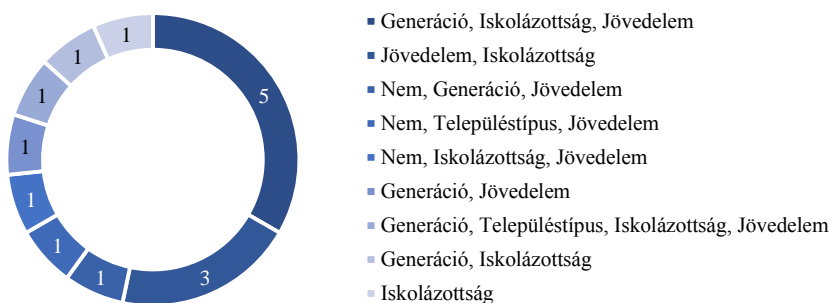 5
3
1
1
1
1
1
1
1
Generáció, Iskolázottság, Jövedelem
Jövedelem, Iskolázottság
Nem, Generáció, Jövedelem
Nem, Településtípus, Jövedelem
Nem, Iskolázottság, Jövedelem
Generáció, Jövedelem
Generáció, Településtípus, Iskolázottság, Jövedelem
Generáció, Iskolázottság
Iskolázottság